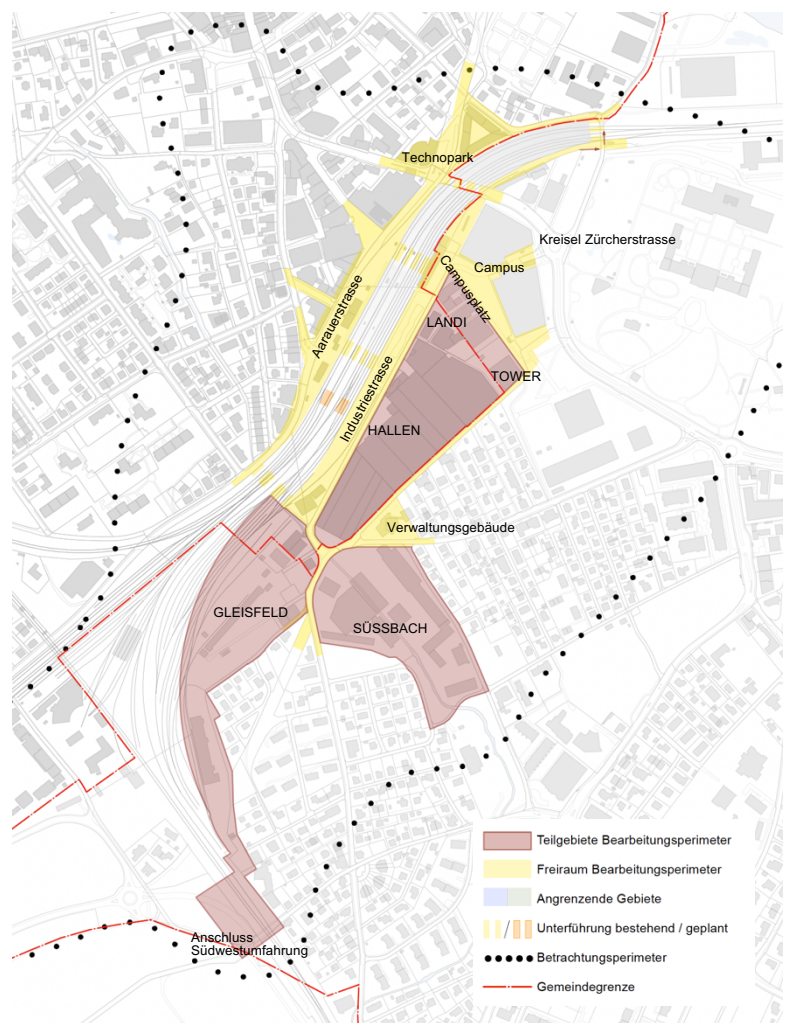 Technopark
Kreisel Zürcherstrasse
Campus
Campusplatz
Aarauerstrasse
LANDI
TOWER
Industriestrasse
HALLEN
Verwaltungsgebäude
GLEISFELD
SÜSSBACH
Anschluss
Südwestumfahrung
Teilgebiete Bearbeitungsperimeter
Freiraum Bearbeitungsperimeter
Angrenzende Gebiete
Unterführung bestehend / geplant
Betrachtungsperimeter
Gemeindegrenze